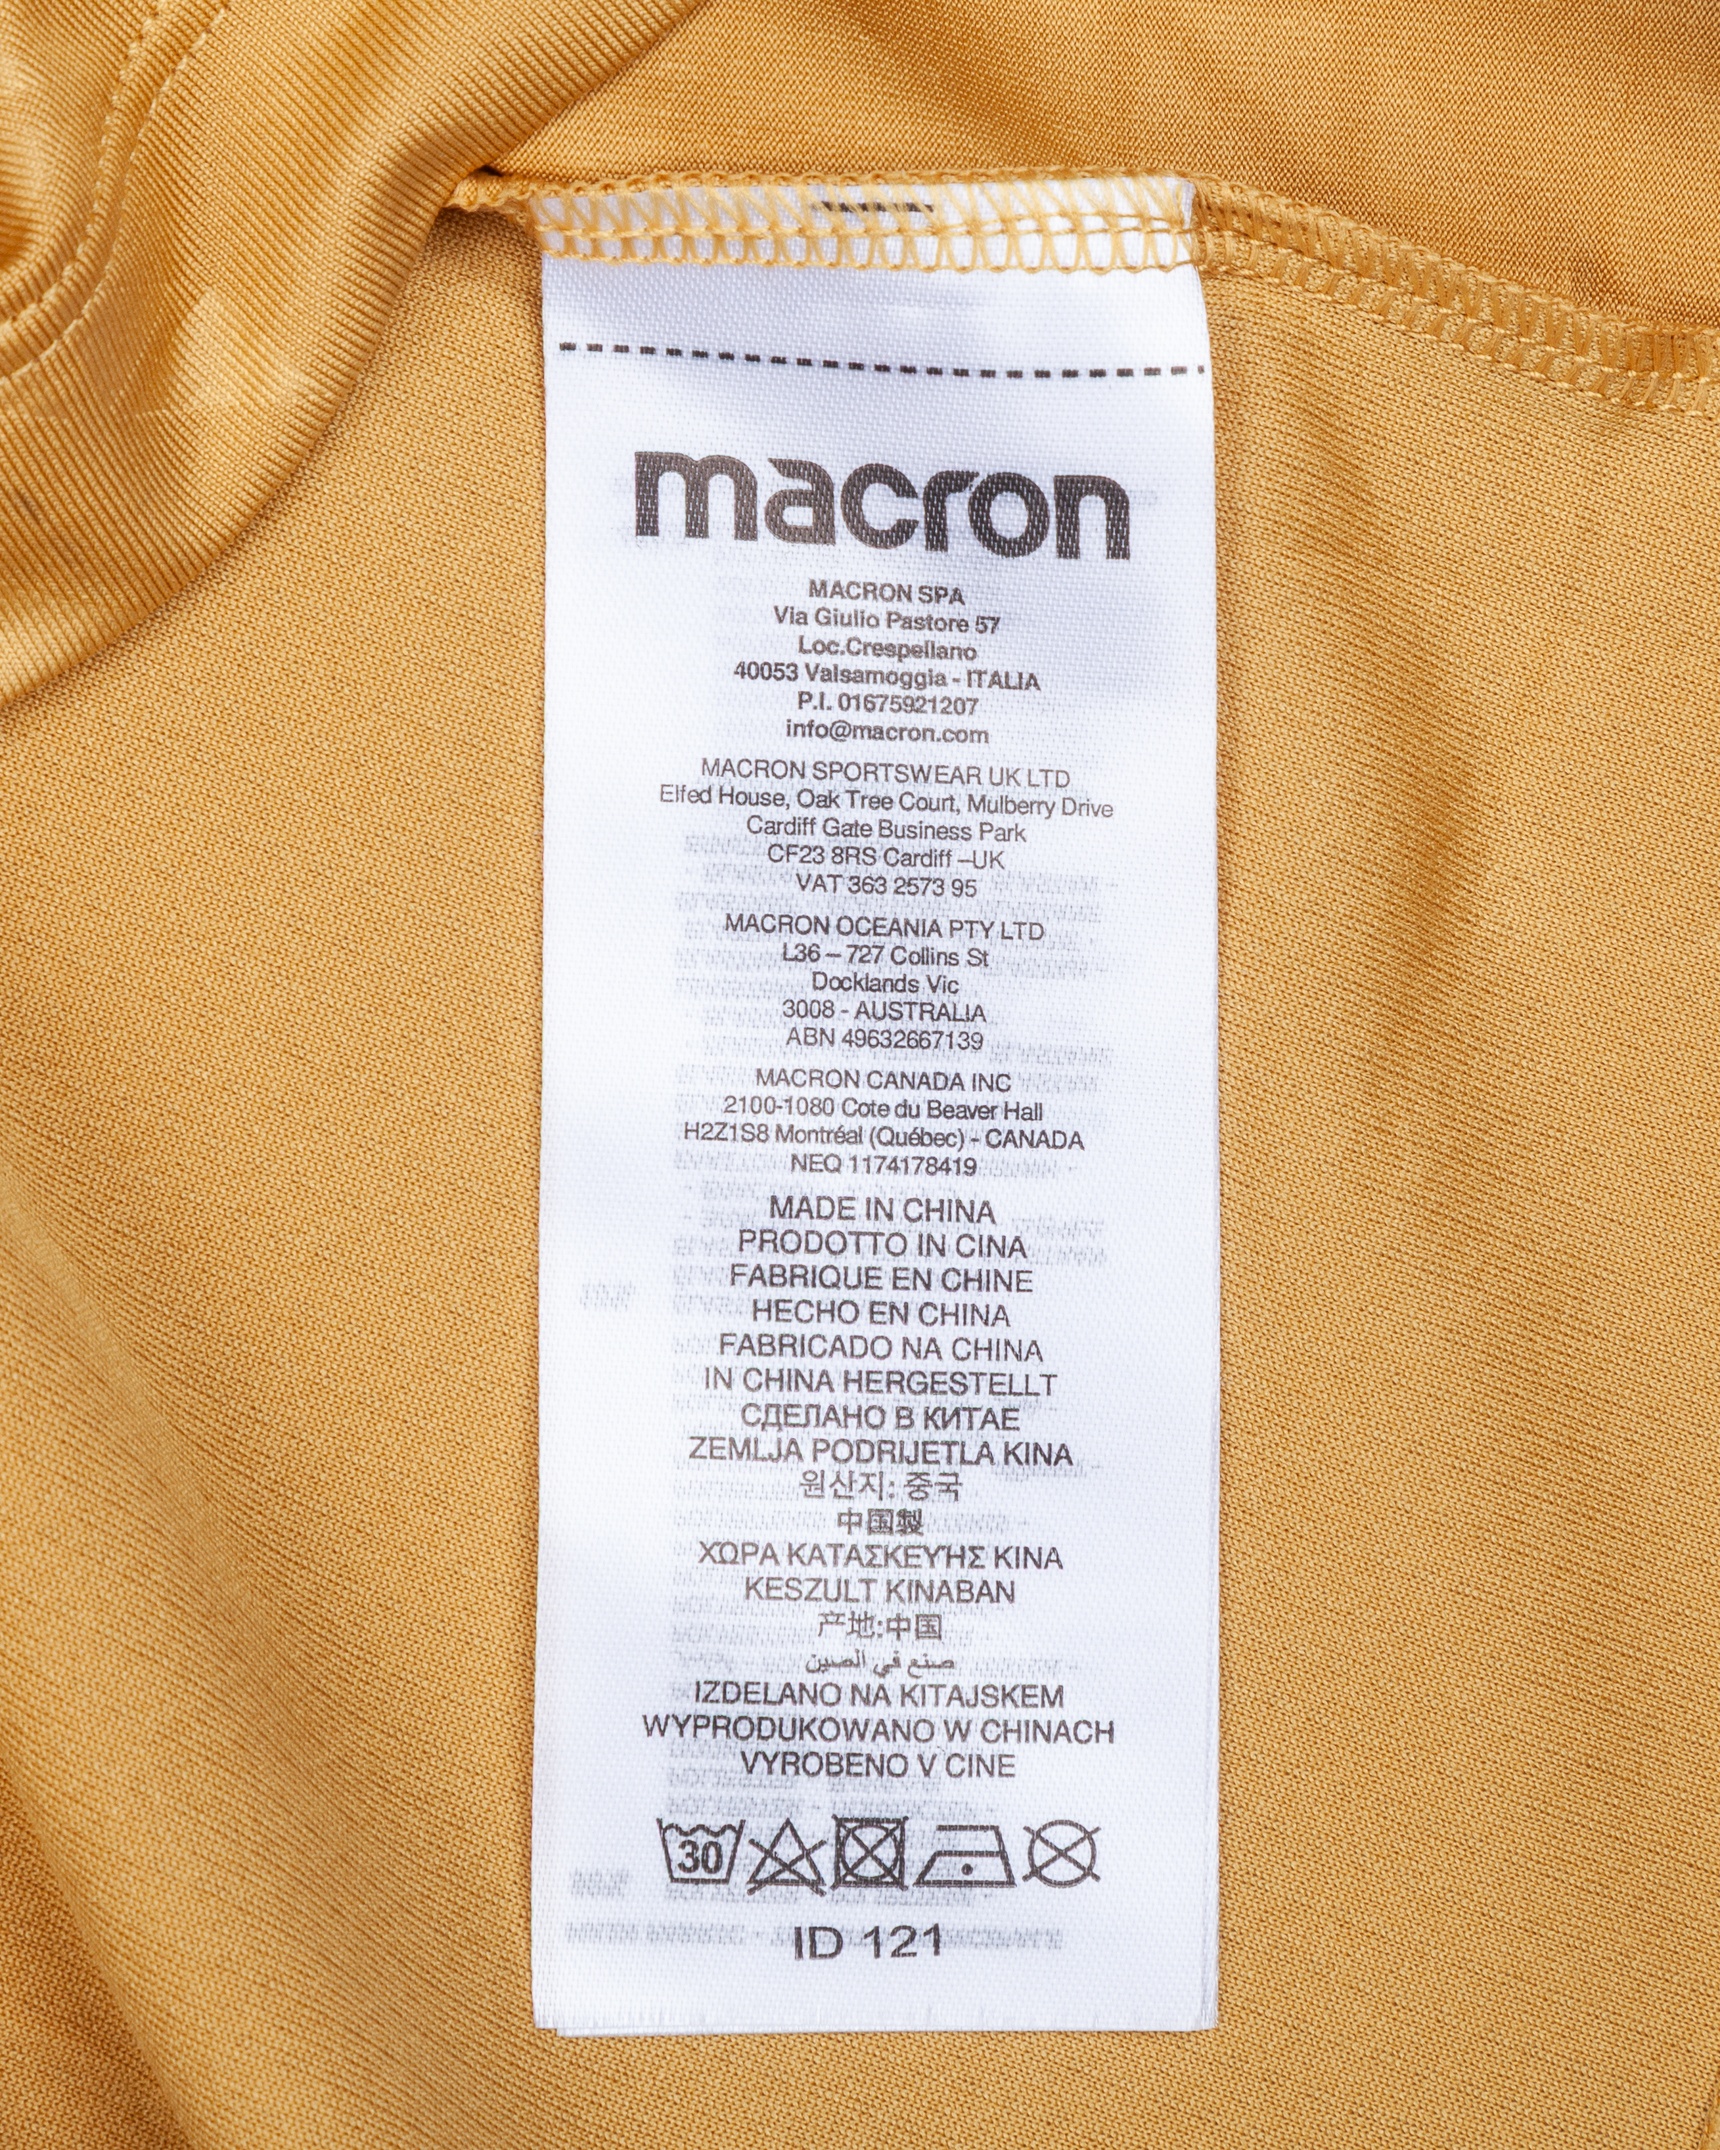 macron
MACRON SPA
Via Giulio Pastore 57
Loc.Crespellano
40053 Valsamoggia - ITALIA
P.I. 01675921207
info@macron.com
MACRON SPORTSWEAR UK LTD
Elfed House, Oak Tree Court, Mulberry Drive
Cardiff Gate Business Park
CF23 8RS Cardiff –UK
VAT 363 2573 95
MACRON OCEANIA PTY LTD
L36 – 727 Collins St
Docklands Vic
3008 - AUSTRALIA
ABN 49632667139
MACRON CANADA INC
2100-1080 Cote du Beaver Hall
H2Z1S8 Montréal (Québec) - CANADA
NEQ 1174178419
MADE IN CHINA
PRODOTTO IN CINA
FABRIQUE EN CHINE
HECHO EN CHINA
FABRICADO NA CHINA
IN CHINA HERGESTELLT
СДЕЛАНО В КИТАЕ
ZEMLJA PODRIJETLA KINA
원산지: 중국
中国製
ΧΩΡΑ ΚΑΤΑΣΚΕΥΉΣ ΚΙΝΑ
KESZULT KINABAN
产地:中国
صنع في الصين
IZDELANO NA KITAJSKEM
WYPRODUKOWANO W CHINACH
VYROBENO V CINE
30
ID 121